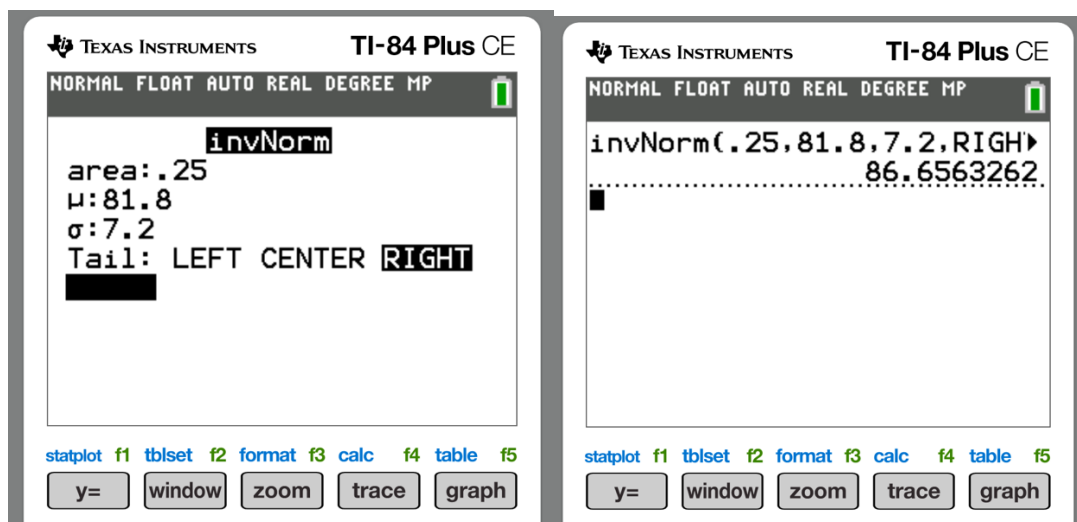 TEXAS INSTRUMENTS TI-84 Plus CE
NORMAL FLOAT AUTO REAL DEGREE MP
invNorm
area:.25
μ:81.8
σ:7.2
Tail: LEFT CENTER RIGHT
statplot f1 tblset f2 format f3 calc f4 table f5
y= window zoom trace graph
TEXAS INSTRUMENTS TI-84 Plus CE
NORMAL FLOAT AUTO REAL DEGREE MP
invNorm(.25,81.8,7.2,RIGH
86.6563262
statplot f1 tblset f2 format f3 calc f4 table f5
y= window zoom trace graph